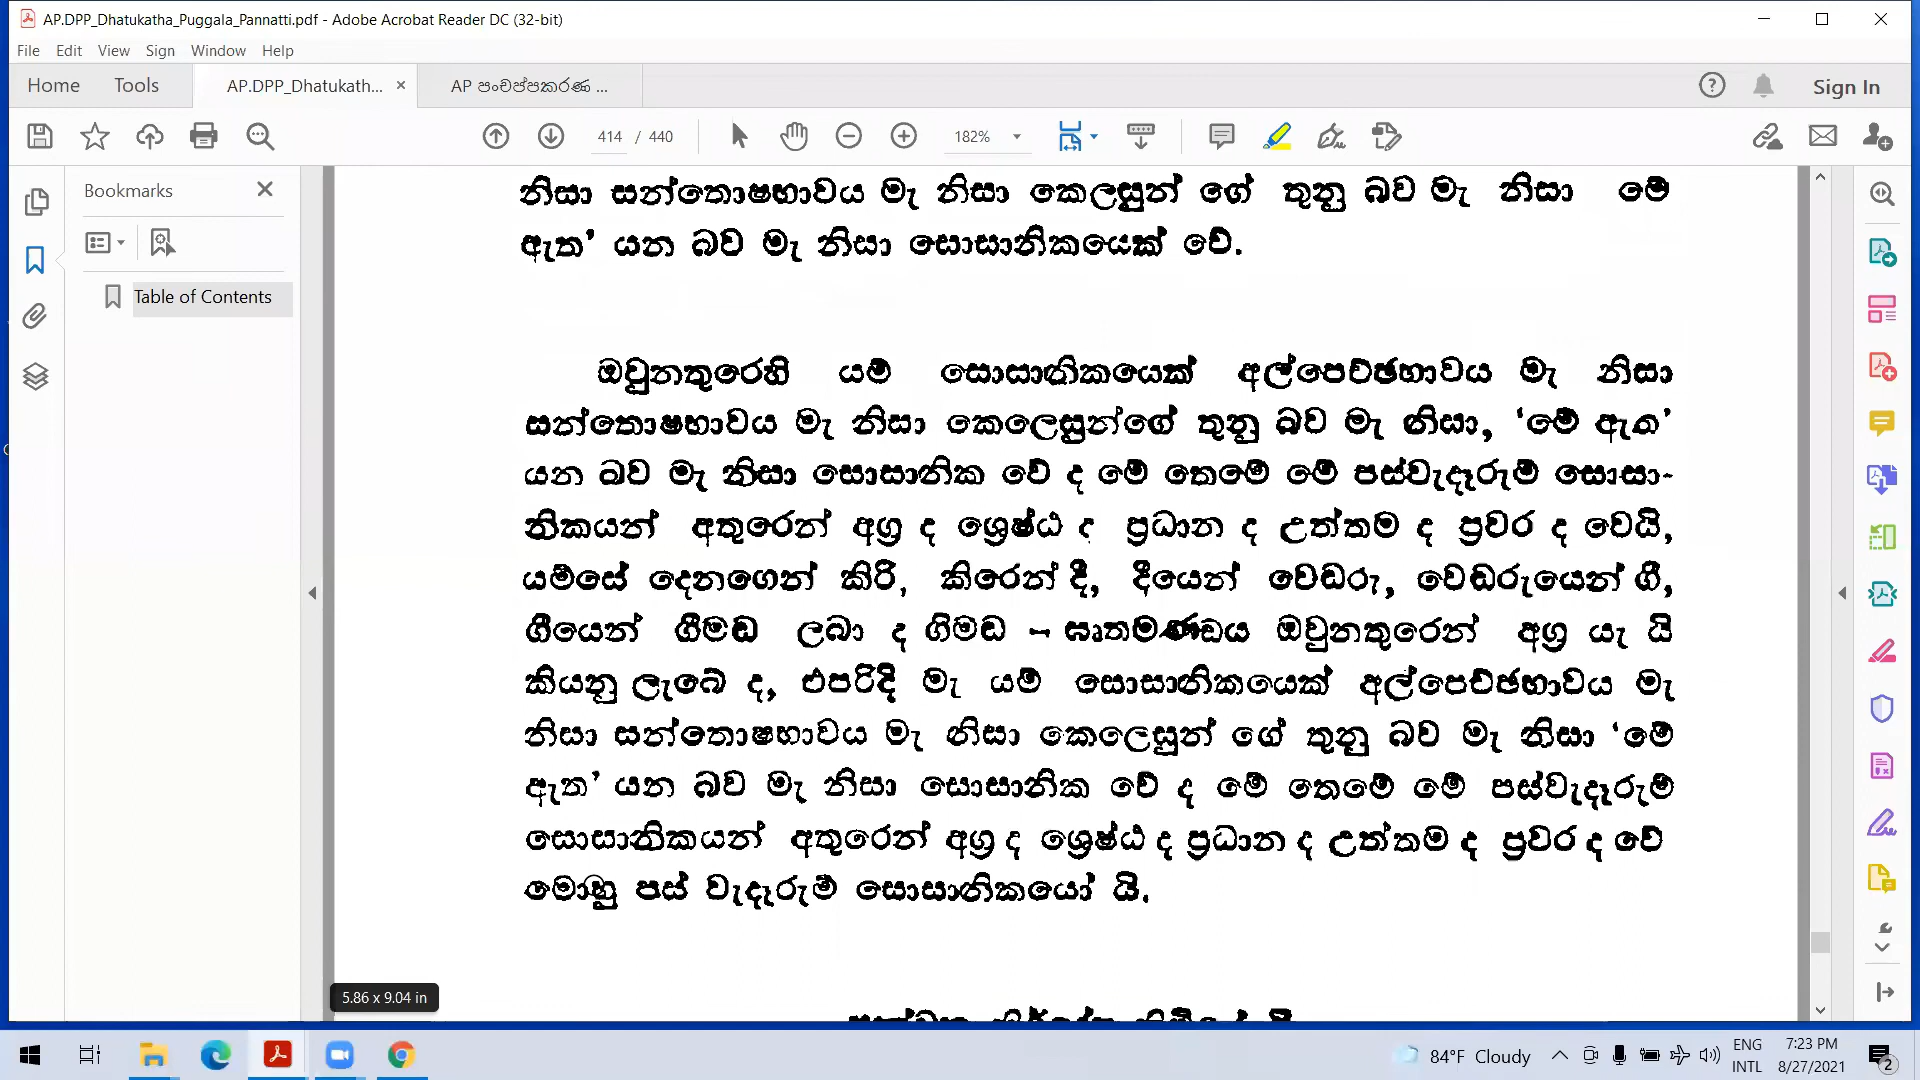 AP.DPP_Dhatukatha_Puggala_Pannatti.pdf - Adobe Acrobat Reader DC (32-bit)
File Edit View Sign Window Help
Home Tools AP.DPP_Dhatukath... × AP පංචප්පකරණ ... Sign In
414 / 440 182%
Bookmarks
Table of Contents
නිසා සන්තොෂභාවය මැ නිසා කෙලසුන් ගේ තුනු බව මැ නිසා මේ
ඇත’ යන බව මැ නිසා සොසානිකයෙක් වේ.
ඔවුනතුරෙහි යම් සොසානිකයෙක් අල්පෙච්ඡභාවය මැ නිසා
සන්තොෂභාවය මැ නිසා කෙලෙසුන්ගේ තුනු බව මැ නිසා, ‘මේ ඇත’
යන බව මැ නිසා සොසානික වේ ද මේ තෙමේ මේ පස්වැදෑරුම් සොසා-
නිකයන් අතුරෙන් අග්‍ර ද ශ්‍රෙෂ්ඨ ද ප්‍රධාන ද උත්තම ද ප්‍රවර ද වෙයි,
යම්සේ දෙනගෙන් කිරි, කිරෙන් දී, දීයෙන් වෙඩරු, වෙඩරුයෙන් ගී,
ගීයෙන් ගීමඬ ලබා ද ගිමඬ - ඝෘතමණ්ඩය ඔවුනතුරෙන් අග්‍ර යැ යි
කියනු ලැබේ ද, එපරිදි මැ යම් සොසානිකයෙක් අල්පෙච්ඡභාවය මැ
නිසා සන්තොෂභාවය මැ නිසා කෙලෙසුන් ගේ තුනු බව මැ නිසා ‘මේ
ඇත’ යන බව මැ නිසා සොසානික වේ ද මේ තෙමේ මේ පස්වැදෑරුම්
සොසානිකයන් අතුරෙන් අග්‍ර ද ශ්‍රෙෂ්ඨ ද ප්‍රධාන ද උත්තම ද ප්‍රවර ද වේ
මොහු පස් වැදෑරුම් සොසානිකයෝ යි.
5.86 x 9.04 in
84°F Cloudy ENG INTL 7:23 PM 8/27/2021 2